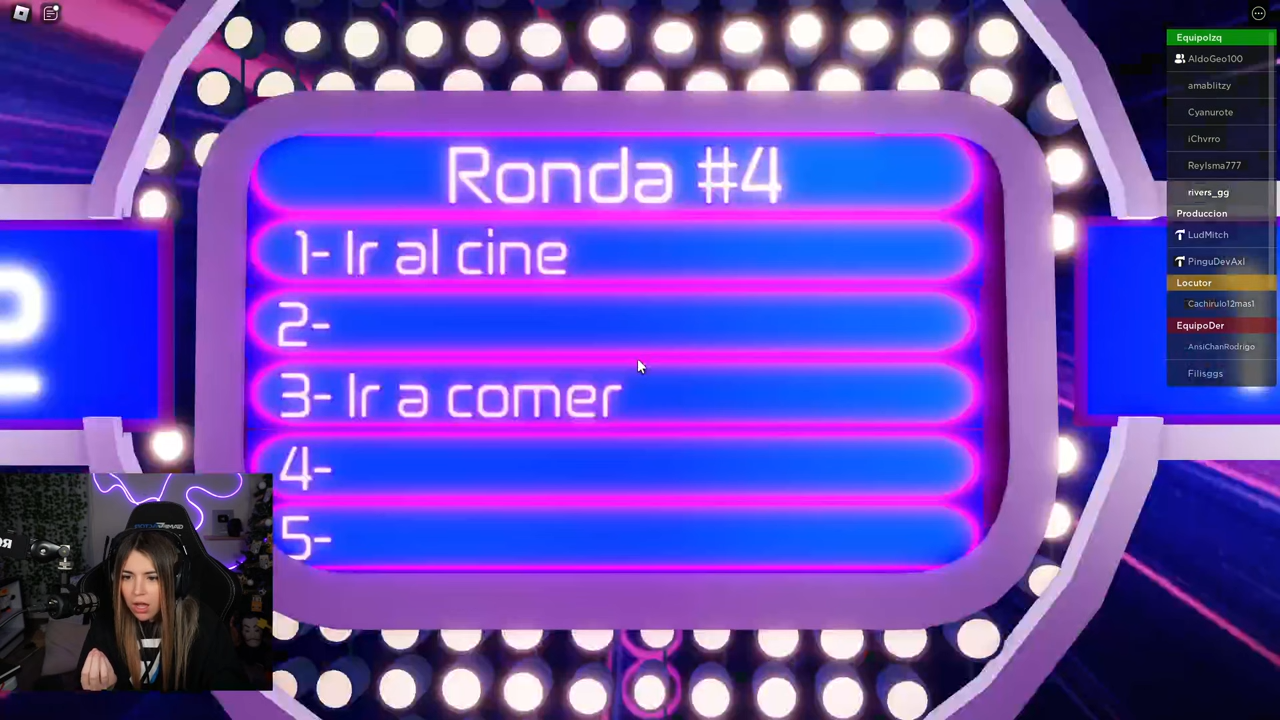 Ronda #4
1- Ir al cine
2-
3- Ir a comer
4-
5-
EquipoIzq
AldoGeo100
amablitzy
Cyanurote
iChvrro
ReyIsma777
rivers_gg
Produccion
LudMitch
PinguDevAxl
Locutor
Cachirulo12mas1
EquipoDer
AnsiChanRodrigo
Filisggs